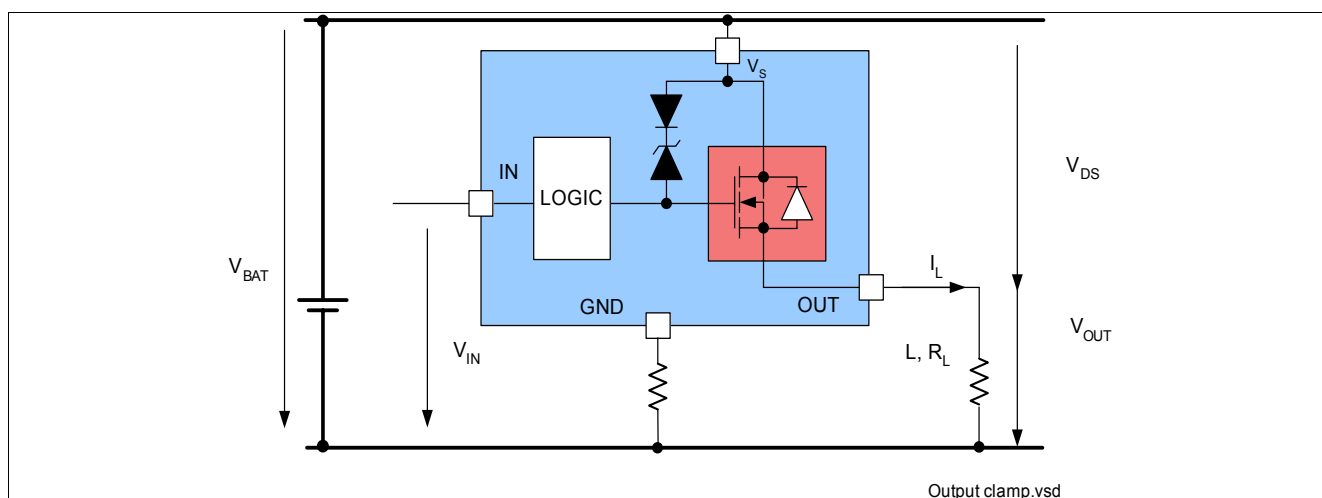 V_S
V_DS
IN
LOGIC
V_BAT
I_L
GND
OUT
V_IN
V_OUT
L, R_L
Output clamp.vsd